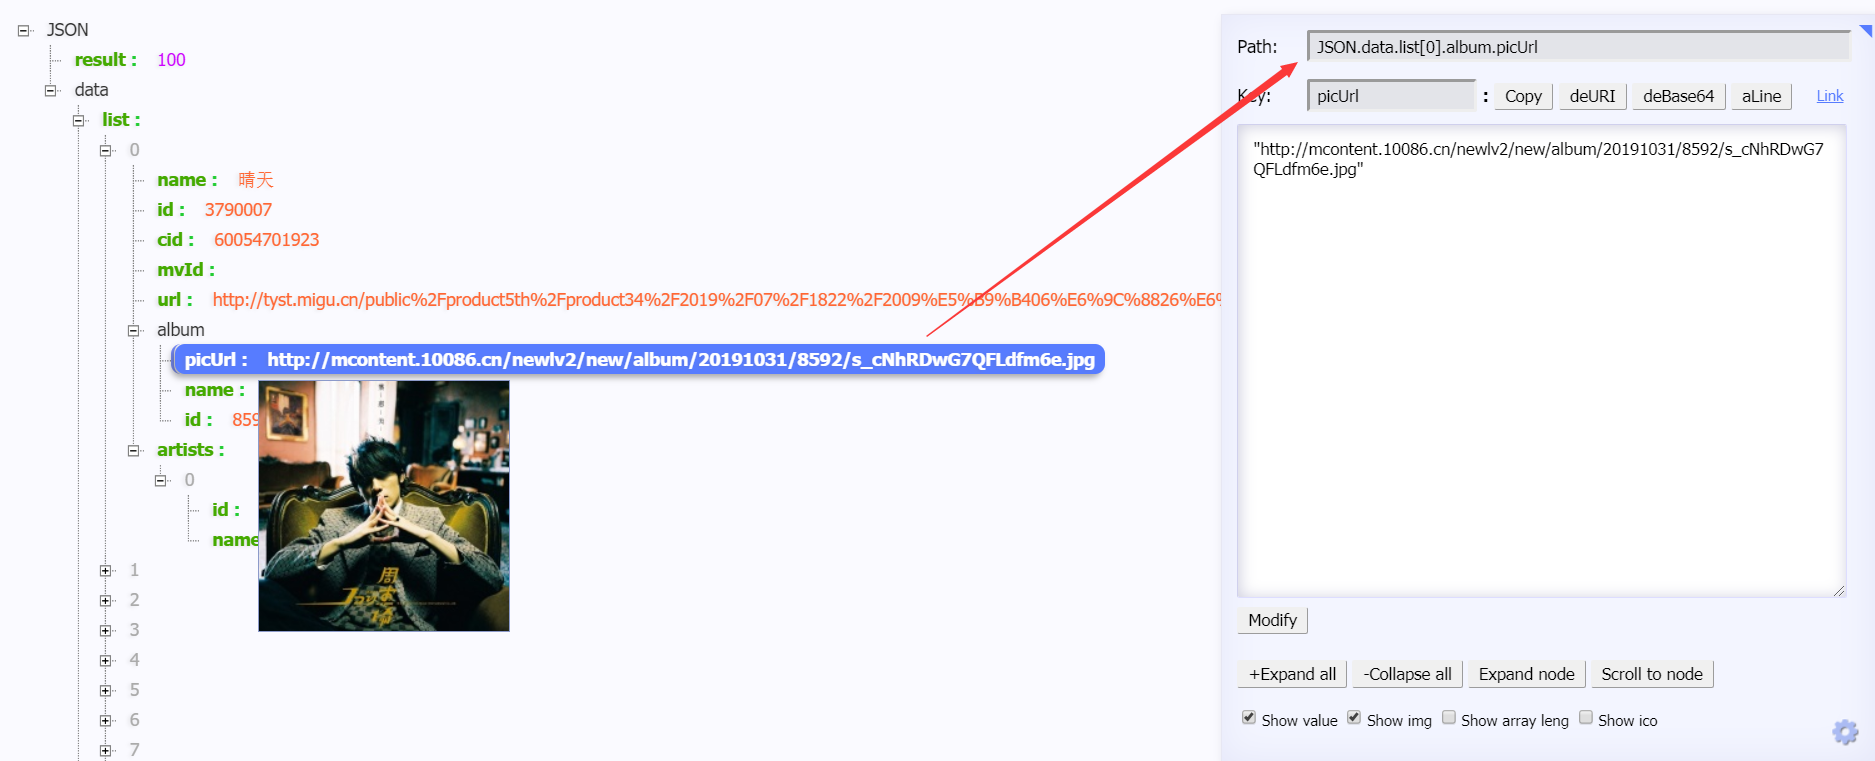 JSON
result : 100
data
list :
0
name : 晴天
id : 3790007
cid : 60054701923
mvId :
url : http://tyst.migu.cn/public%2Fproduct5th%2Fproduct34%2F2019%2F07%2F1822%2F2009%E5%B9%B406%E6%9C%8826%E6%
album
picUrl : http://mcontent.10086.cn/newlv2/new/album/20191031/8592/s_cNhRDwG7QFLdfm6e.jpg
name :
id : 859
artists :
0
id :
name
周杰倫
1
2
3
4
5
6
7
Path: JSON.data.list[0].album.picUrl
Key: picUrl : Copy deURI deBase64 aLine Link
"http://mcontent.10086.cn/newlv2/new/album/20191031/8592/s_cNhRDwG7
QFLdfm6e.jpg"
Modify
+Expand all -Collapse all Expand node Scroll to node
Show value Show img Show array leng Show ico